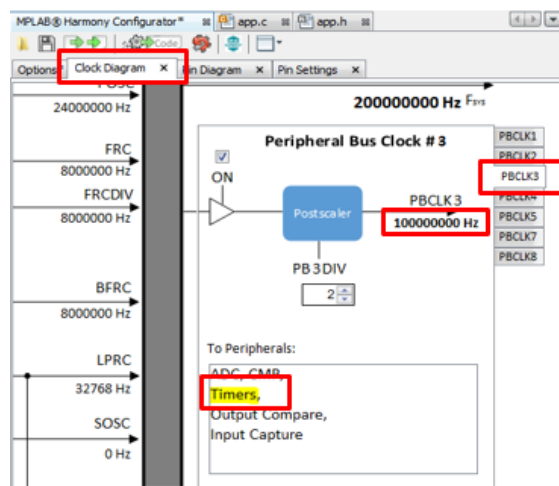 MPLAB® Harmony Configurator*
app.c
app.h
Code
Options*
Clock Diagram
Pin Diagram
Pin Settings
24000000 Hz
200000000 Hz Fsys
Peripheral Bus Clock #3
ON
Postscaler
PBCLK3
100000000 Hz
PB3DIV
2
PBCLK1
PBCLK2
PBCLK3
PBCLK4
PBCLK5
PBCLK7
PBCLK8
FRC
8000000 Hz
FRCDIV
8000000 Hz
BFRC
8000000 Hz
LPRC
32768 Hz
SOSC
0 Hz
To Peripherals:
ADC, CMP,
Timers,
Output Compare,
Input Capture